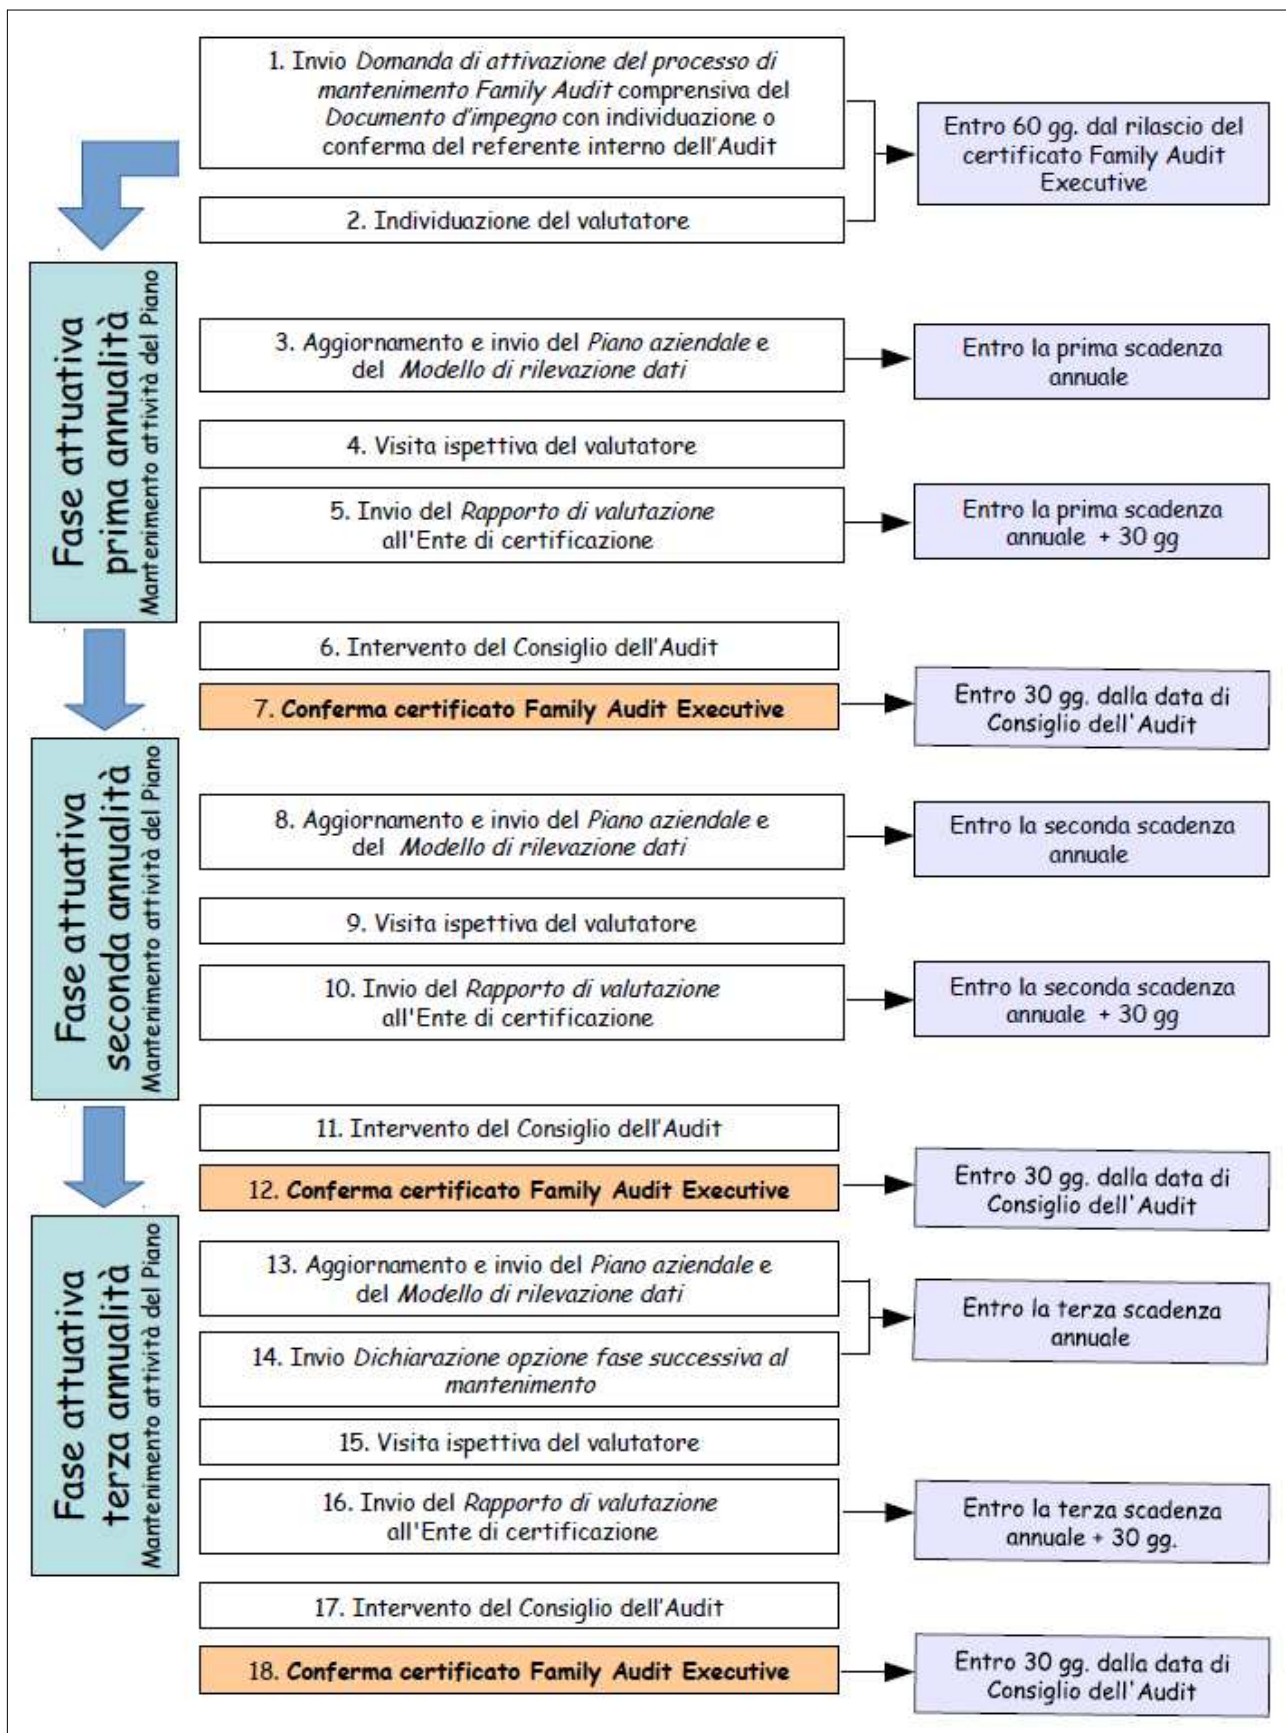 1. Invio Domanda di attivazione del processo di
mantenimento Family Audit comprensiva del
Documento d'impegno con individuazione o
conferma del referente interno dell'Audit
Entro 60 gg. dal rilascio del
certificato Family Audit
Executive
2. Individuazione del valutatore
Fase attuativa
prima annualità
Mantenimento attività del Piano
3. Aggiornamento e invio del Piano aziendale e
del Modello di rilevazione dati
Entro la prima scadenza
annuale
4. Visita ispettiva del valutatore
5. Invio del Rapporto di valutazione
all'Ente di certificazione
Entro la prima scadenza
annuale + 30 gg
6. Intervento del Consiglio dell'Audit
7. Conferma certificato Family Audit Executive
Entro 30 gg. dalla data di
Consiglio dell'Audit
Fase attuativa
seconda annualità
Mantenimento attività del Piano
8. Aggiornamento e invio del Piano aziendale e
del Modello di rilevazione dati
Entro la seconda scadenza
annuale
9. Visita ispettiva del valutatore
10. Invio del Rapporto di valutazione
all'Ente di certificazione
Entro la seconda scadenza
annuale + 30 gg
11. Intervento del Consiglio dell'Audit
12. Conferma certificato Family Audit Executive
Entro 30 gg. dalla data di
Consiglio dell'Audit
Fase attuativa
terza annualità
Mantenimento attività del Piano
13. Aggiornamento e invio del Piano aziendale e
del Modello di rilevazione dati
14. Invio Dichiarazione opzione fase successiva al
mantenimento
Entro la terza scadenza
annuale
15. Visita ispettiva del valutatore
16. Invio del Rapporto di valutazione
all'Ente di certificazione
Entro la terza scadenza
annuale + 30 gg.
17. Intervento del Consiglio dell'Audit
18. Conferma certificato Family Audit Executive
Entro 30 gg. dalla data di
Consiglio dell'Audit